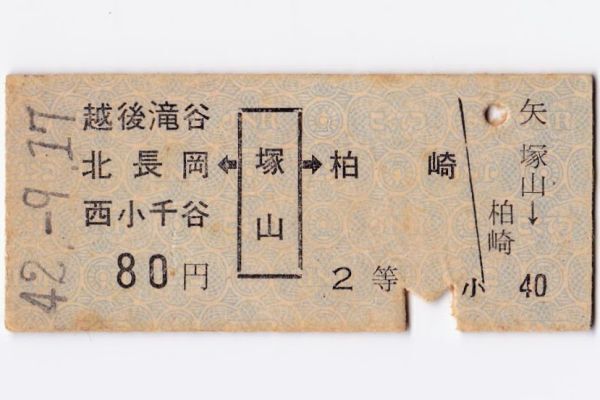 42.-9.17
越後滝谷
北長岡
西小千谷
80円
←塚山→
柏崎
2等
小 40
矢
塚山→柏崎